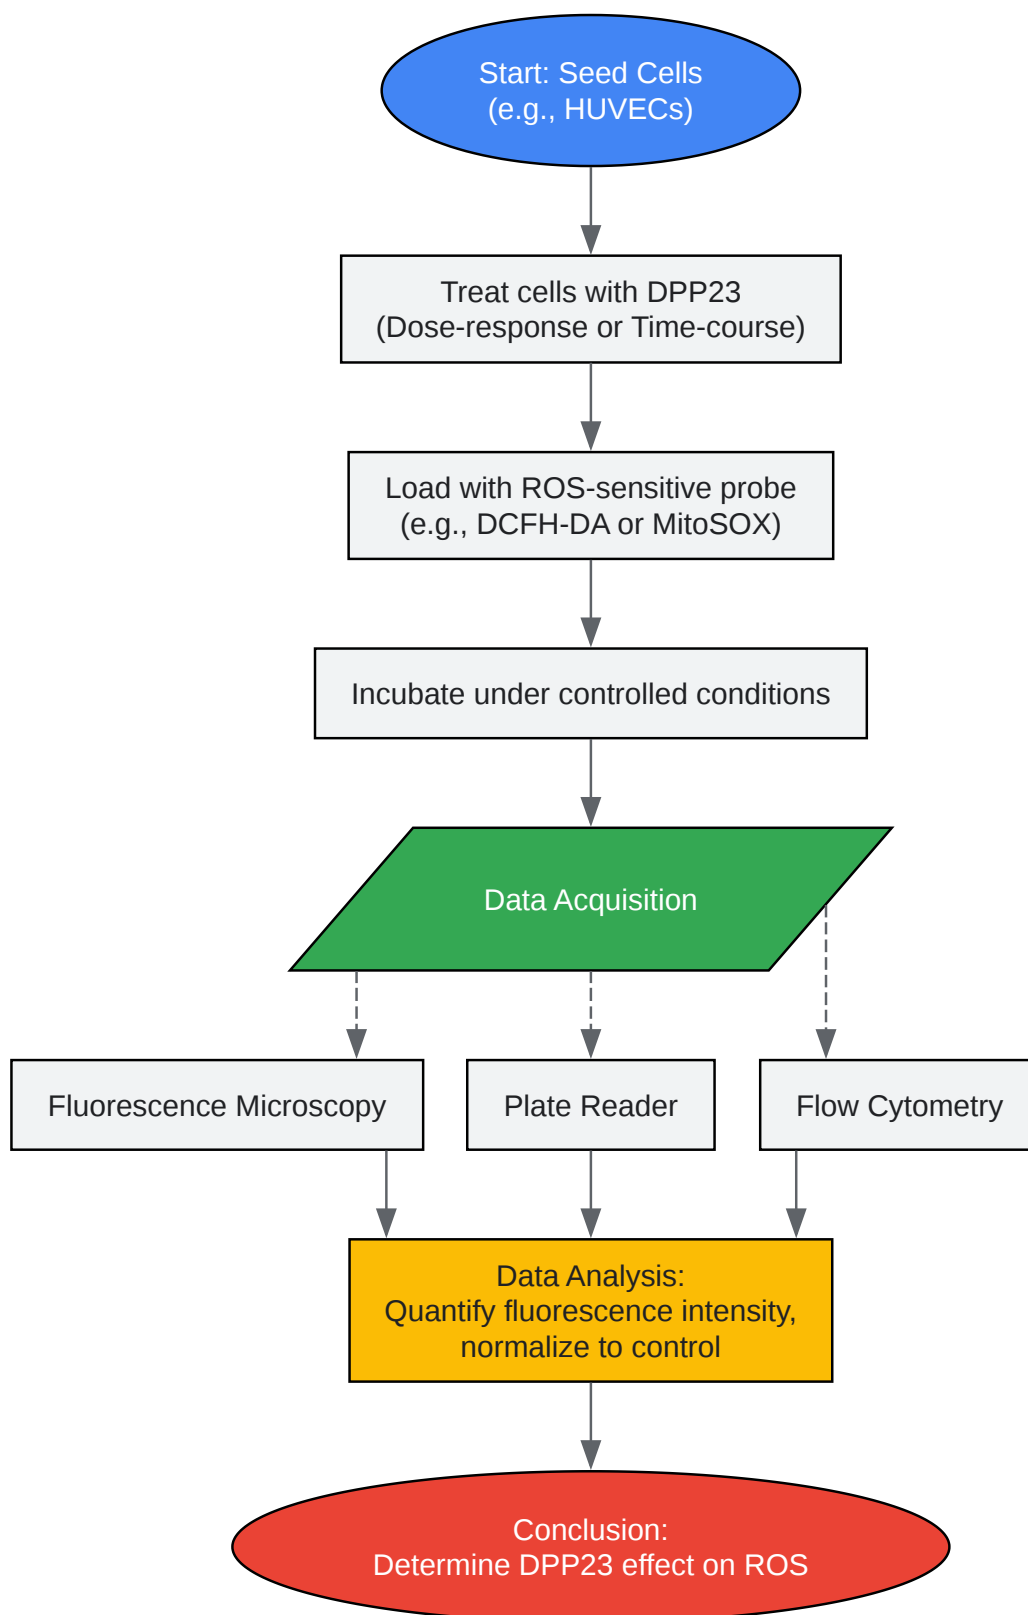 Start: Seed Cells
(e.g., HUVECs)
Treat cells with DPP23
(Dose-response or Time-course)
Load with ROS-sensitive probe
(e.g., DCFH-DA or MitoSOX)
Incubate under controlled conditions
Data Acquisition
Fluorescence Microscopy
Plate Reader
Flow Cytometry
Data Analysis:
Quantify fluorescence intensity,
normalize to control
Conclusion:
Determine DPP23 effect on ROS